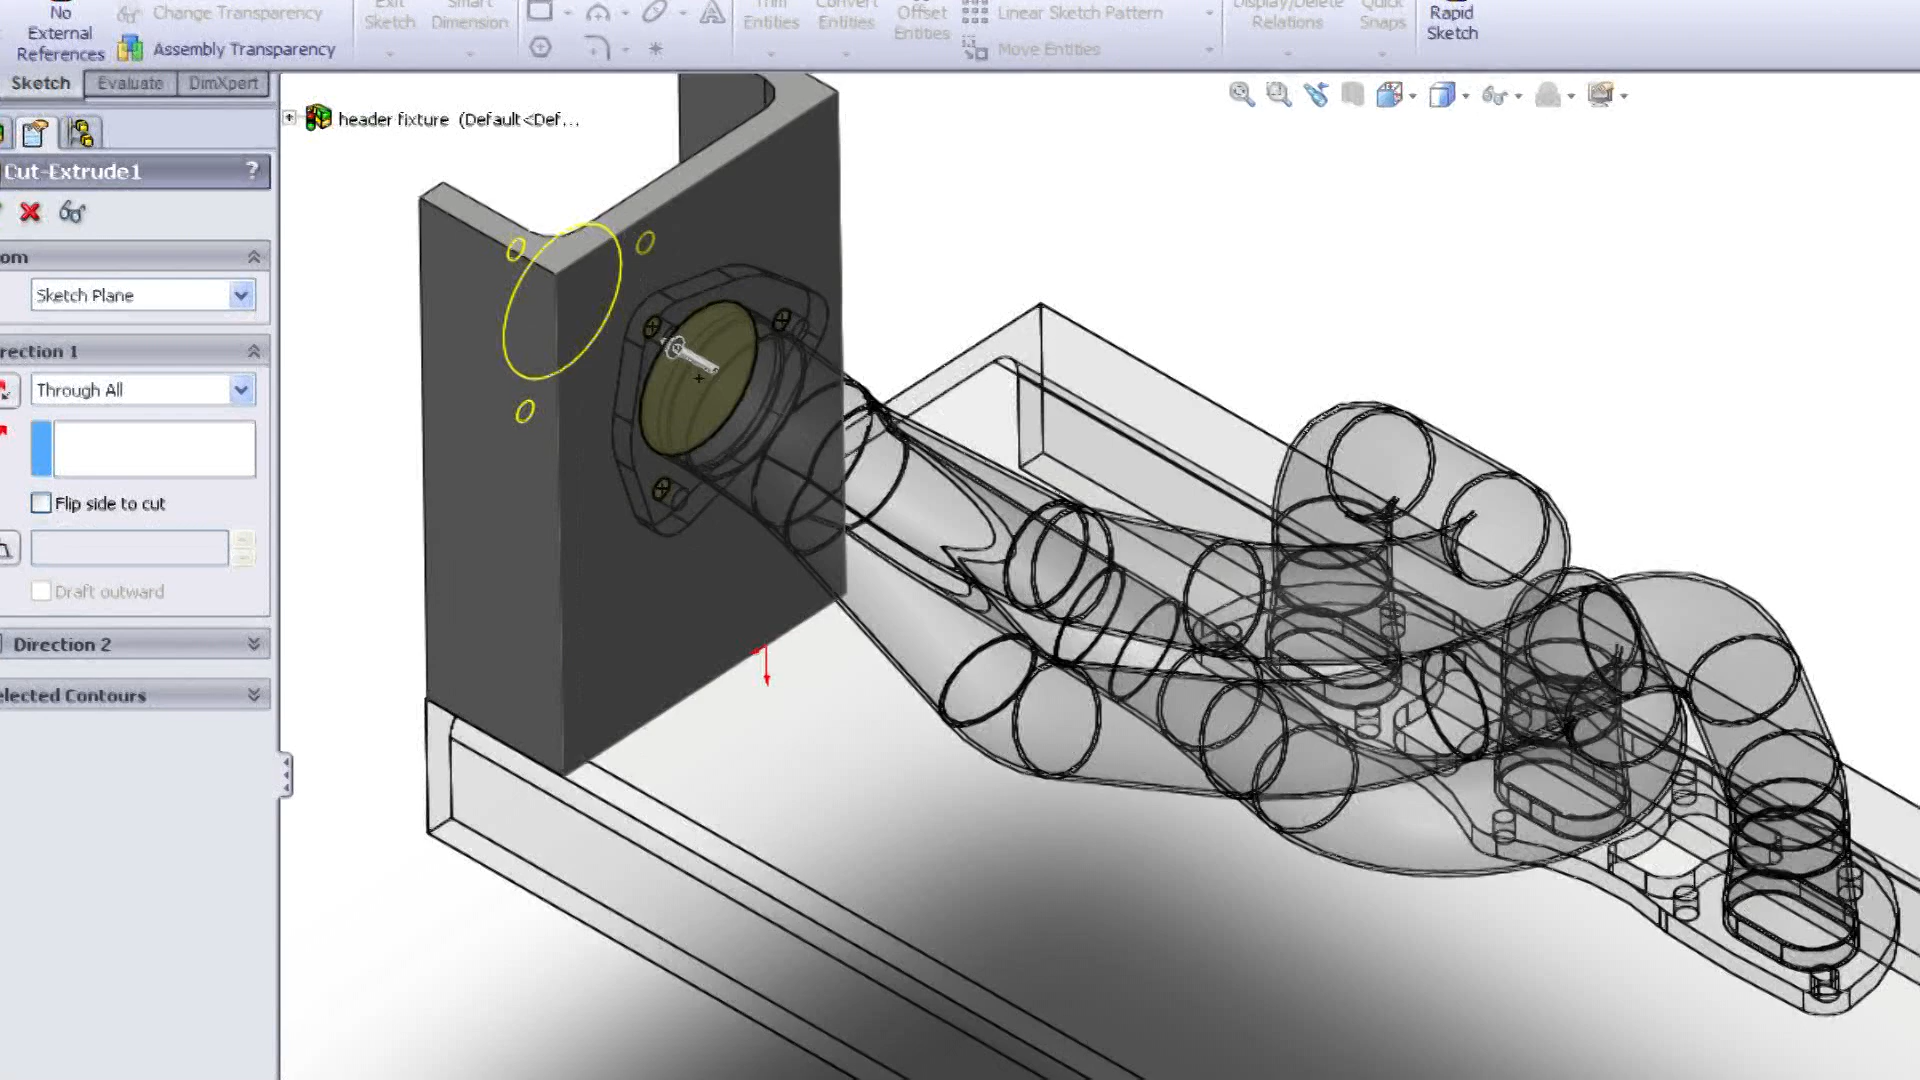 No
External
References
Change Transparency
Assembly Transparency
Exit
Sketch
Smart
Dimension
Trim
Entities
Convert
Entities
Offset
Entities
Linear Sketch Pattern
Move Entities
Display/Delete
Relations
Quick
Snaps
Rapid
Sketch
Sketch
Evaluate
DimXpert
header fixture (Default<Def...
Cut-Extrude1
?
om
Sketch Plane
rection 1
Through All
Flip side to cut
Draft outward
Direction 2
elected Contours